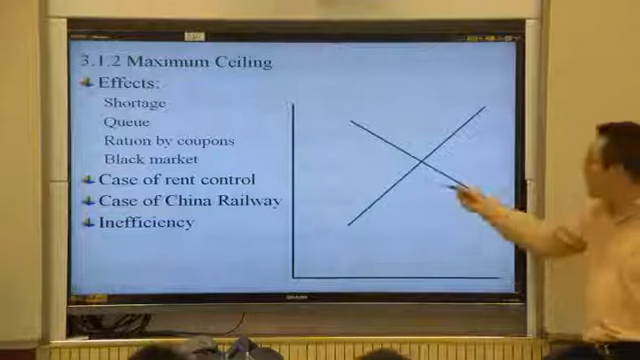 3.1.2 Maximum Ceiling
Effects:
Shortage
Queue
Ration by coupons
Black market
Case of rent control
Case of China Railway
Inefficiency